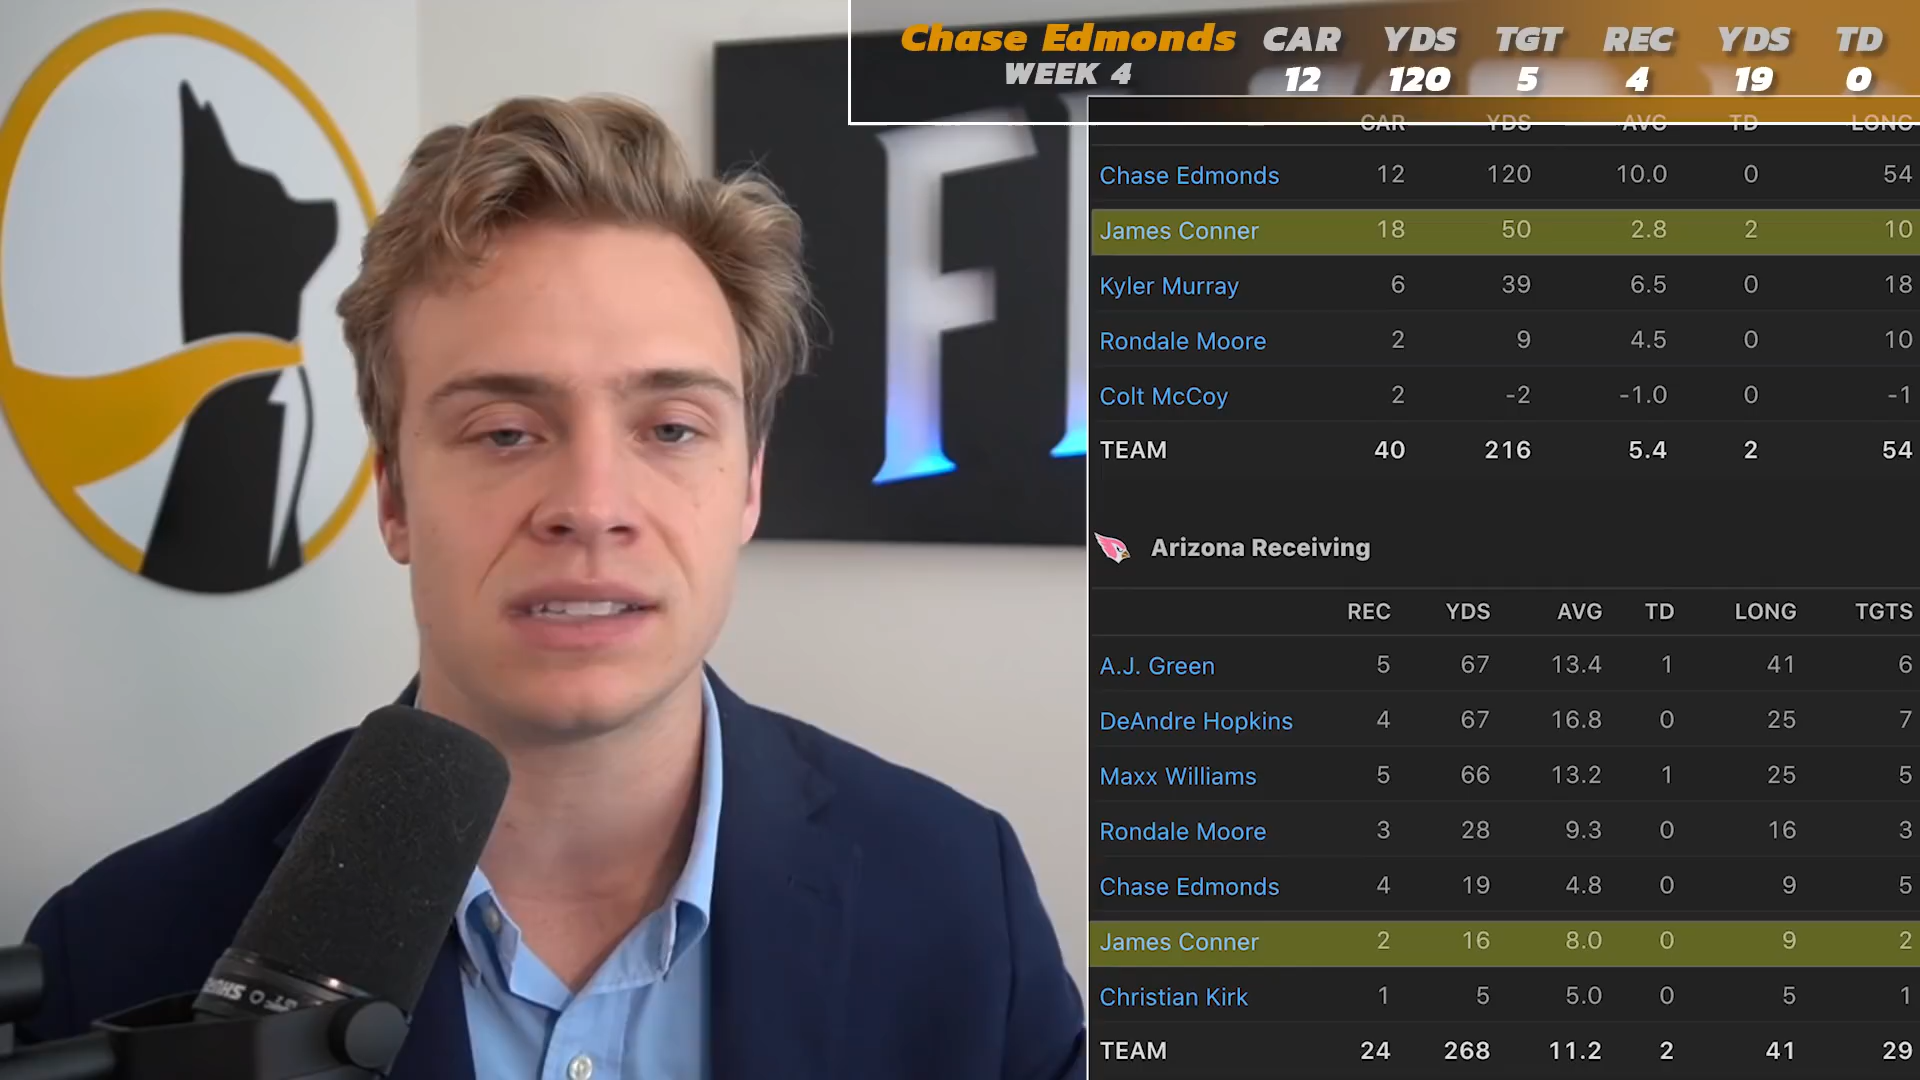 Chase Edmonds CAR YDS TGT REC YDS TD
WEEK 4 12 120 5 4 19 0
CAR YDS AVG TD LONG
Chase Edmonds 12 120 10.0 0 54
James Conner 18 50 2.8 2 10
Kyler Murray 6 39 6.5 0 18
Rondale Moore 2 9 4.5 0 10
Colt McCoy 2 -2 -1.0 0 -1
TEAM 40 216 5.4 2 54
Arizona Receiving
REC YDS AVG TD LONG TGTS
A.J. Green 5 67 13.4 1 41 6
DeAndre Hopkins 4 67 16.8 0 25 7
Maxx Williams 5 66 13.2 1 25 5
Rondale Moore 3 28 9.3 0 16 3
Chase Edmonds 4 19 4.8 0 9 5
James Conner 2 16 8.0 0 9 2
Christian Kirk 1 5 5.0 0 5 1
TEAM 24 268 11.2 2 41 29